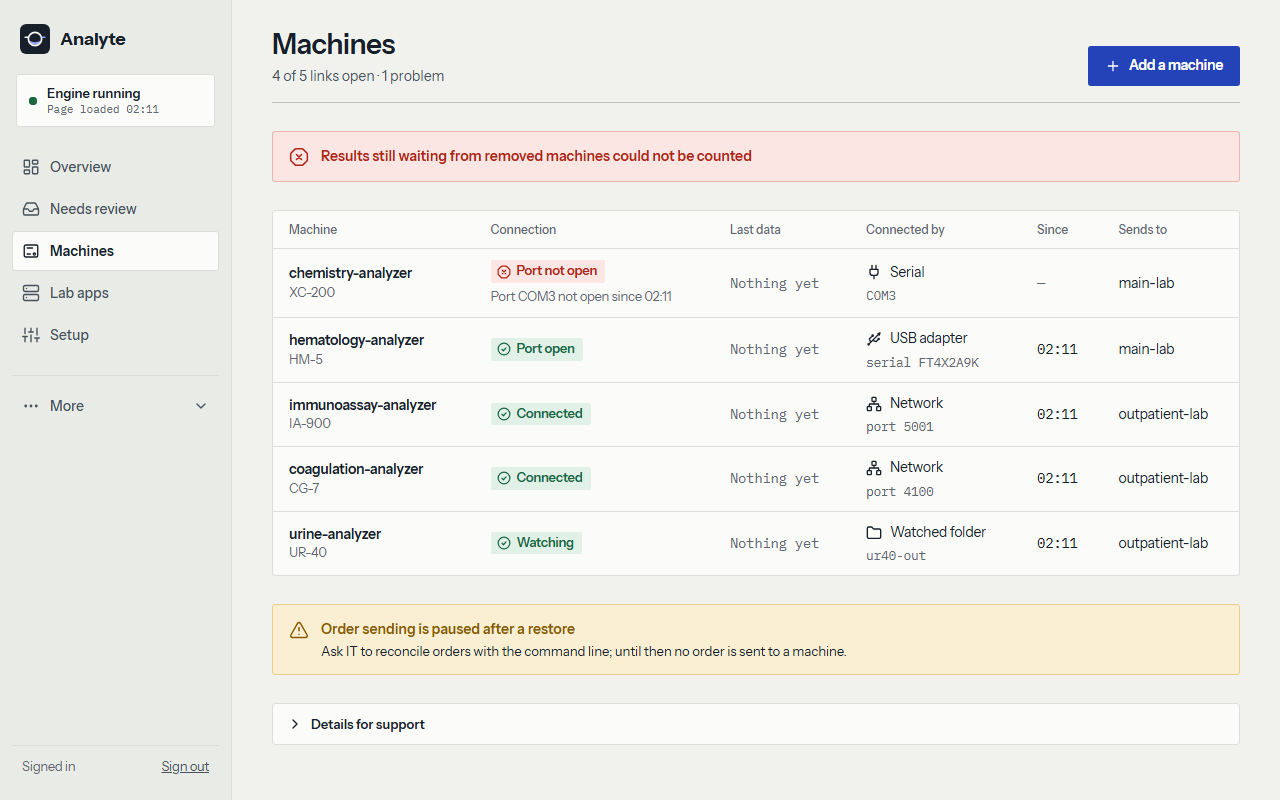 Analyte
Engine running
Page loaded 02:11
Overview
Needs review
Machines
Lab apps
Setup
More
Signed in
Sign out
Machines
4 of 5 links open · 1 problem
Add a machine
Results still waiting from removed machines could not be counted
Machine Connection Last data Connected by Since Sends to
chemistry-analyzer Port not open Nothing yet Serial – main-lab
XC-200 Port COM3 not open since 02:11 COM3
hematology-analyzer Port open Nothing yet USB adapter 02:11 main-lab
HM-5 serial FT4X2A9K
immunoassay-analyzer Connected Nothing yet Network 02:11 outpatient-lab
IA-900 port 5001
coagulation-analyzer Connected Nothing yet Network 02:11 outpatient-lab
CG-7 port 4100
urine-analyzer Watching Nothing yet Watched folder 02:11 outpatient-lab
UR-40 ur40-out
Order sending is paused after a restore
Ask IT to reconcile orders with the command line; until then no order is sent to a machine.
Details for support